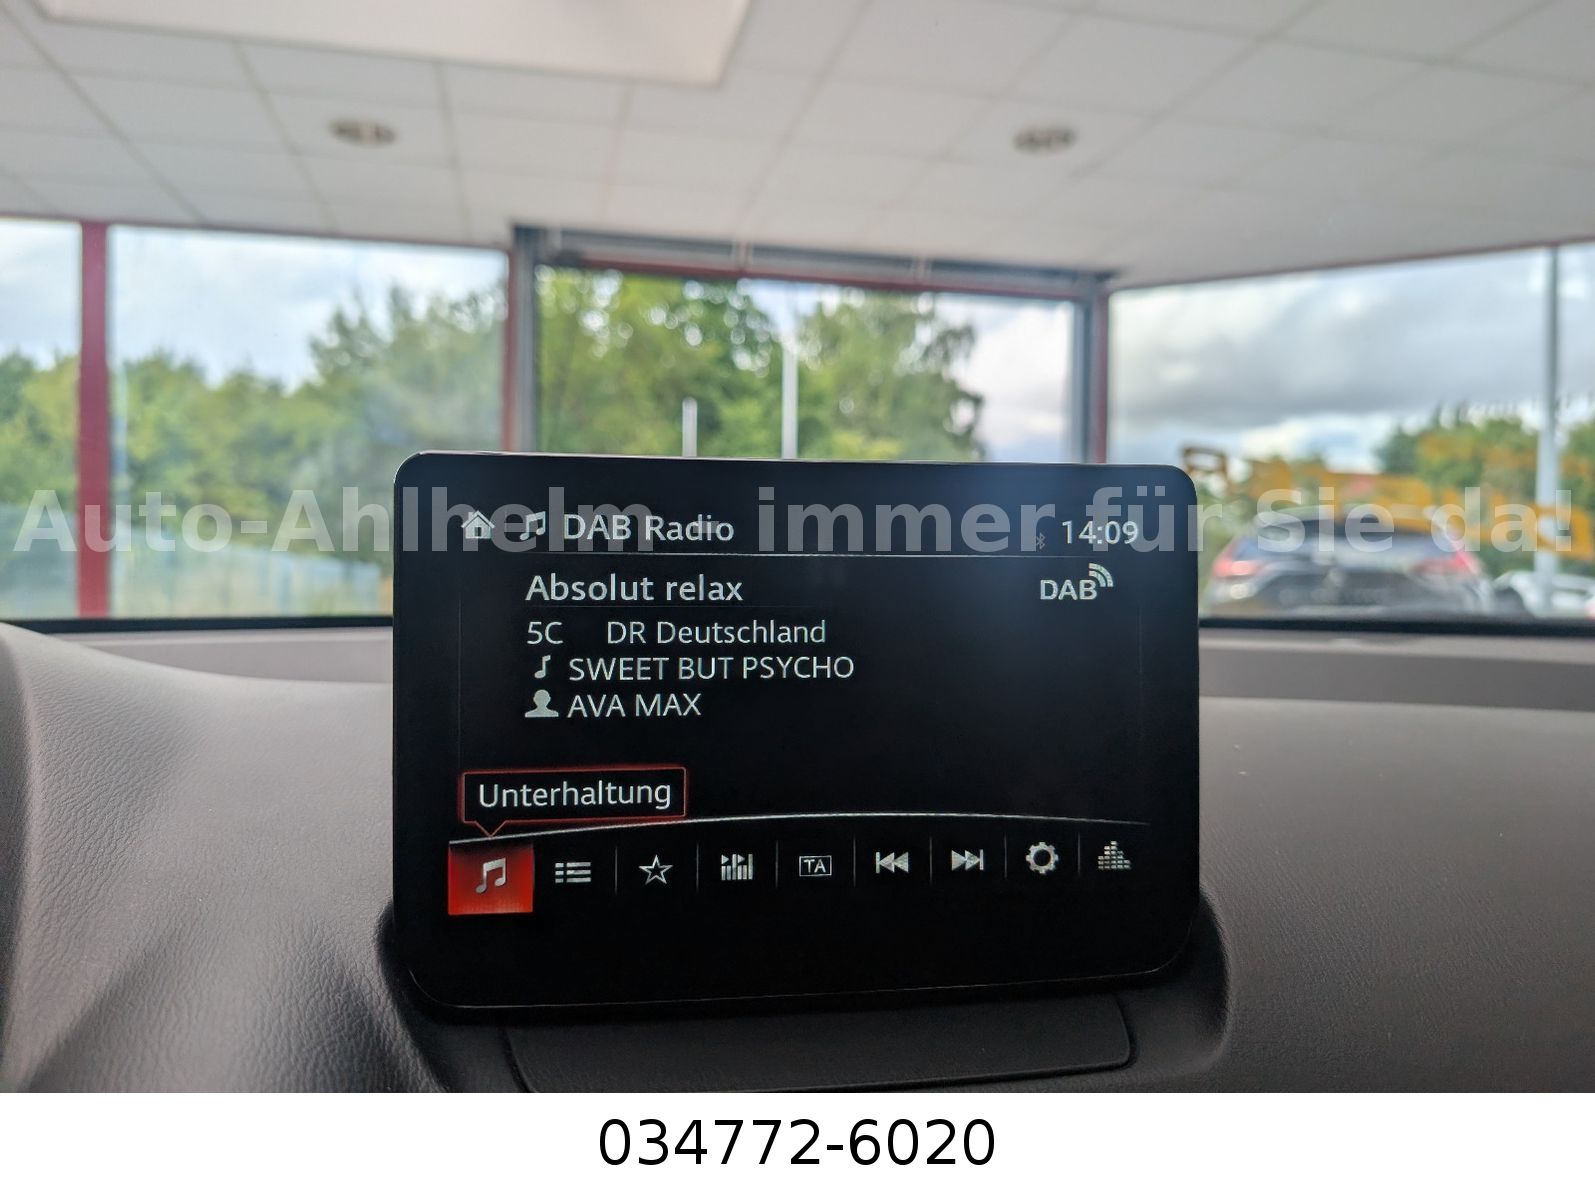 Auto-Ahlhelm - immer für Sie da!
DAB Radio 14:09
Absolut relax DAB
5C DR Deutschland
SWEET BUT PSYCHO
AVA MAX
Unterhaltung
TA
034772-6020